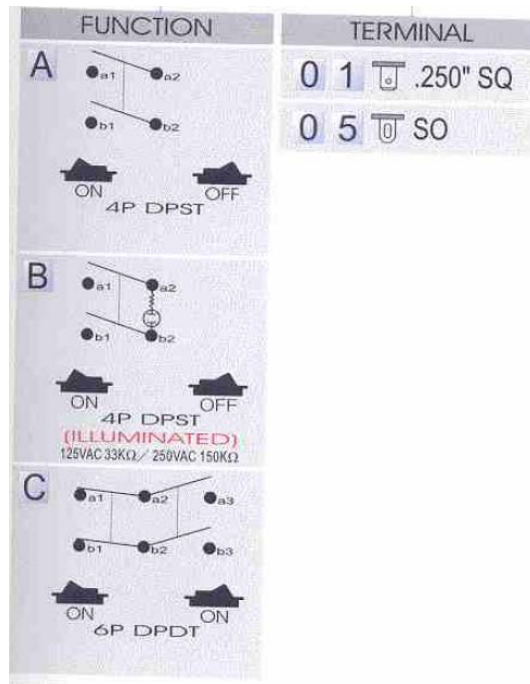 FUNCTION
A
a1 a2
b1 b2
ON OFF
4P DPST
B
a1 a2
b1 b2
ON OFF
4P DPST
(ILLUMINATED)
125VAC 33KΩ／250VAC 150KΩ
C
a1 a2 a3
b1 b2 b3
ON ON
6P DPDT
TERMINAL
0 1 .250" SQ
0 5 SO